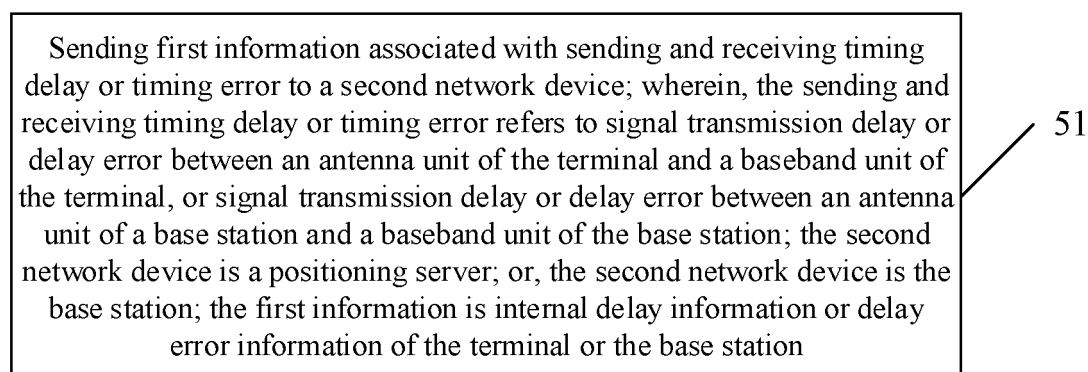 Sending first information associated with sending and receiving timing
delay or timing error to a second network device; wherein, the sending and
receiving timing delay or timing error refers to signal transmission delay or
delay error between an antenna unit of the terminal and a baseband unit of
the terminal, or signal transmission delay or delay error between an antenna
unit of a base station and a baseband unit of the base station; the second
network device is a positioning server; or, the second network device is the
base station; the first information is internal delay information or delay
error information of the terminal or the base station
51